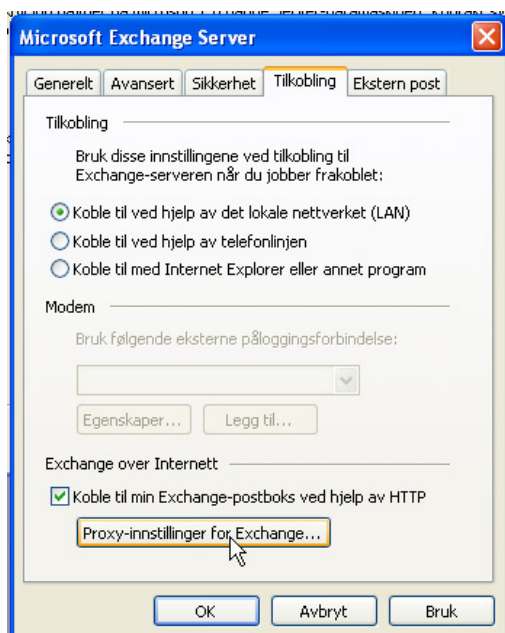 Microsoft Exchange Server
Generelt Avansert Sikkerhet Tilkobling Ekstern post
Tilkobling
Bruk disse innstillingene ved tilkobling til
Exchange-serveren når du jobber frakoblet:
Koble til ved hjelp av det lokale nettverket (LAN)
Koble til ved hjelp av telefonlinjen
Koble til med Internet Explorer eller annet program
Modem
Bruk følgende eksterne påloggingsforbindelse:
Egenskaper... Legg til...
Exchange over Internett
Koble til min Exchange-postboks ved hjelp av HTTP
Proxy-innstillinger for Exchange...
OK Avbryt Bruk